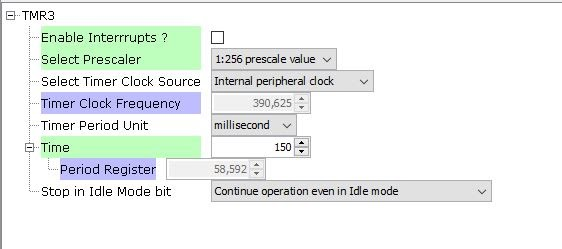 TMR3
Enable Interrrupts ?
Select Prescaler 1:256 prescale value
Select Timer Clock Source Internal peripheral clock
Timer Clock Frequency 390,625
Timer Period Unit millisecond
Time 150
Period Register 58,592
Stop in Idle Mode bit Continue operation even in Idle mode